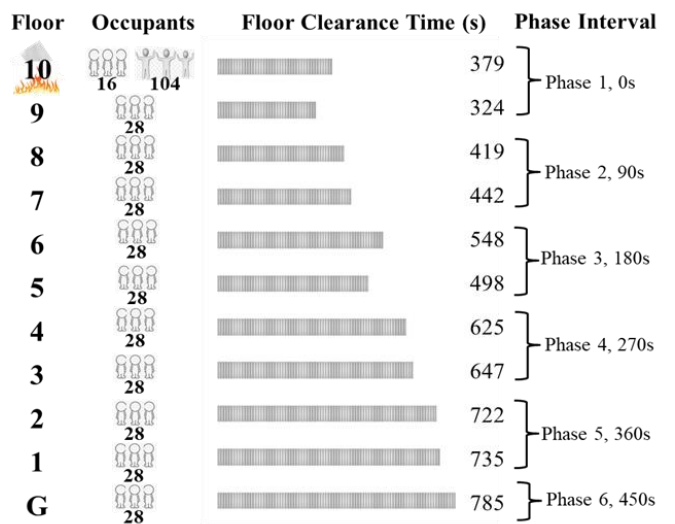 Floor Occupants Floor Clearance Time (s) Phase Interval
10 16 104 379
Phase 1, 0s
9 28 324
8 28 419
Phase 2, 90s
7 28 442
6 28 548
Phase 3, 180s
5 28 498
4 28 625
Phase 4, 270s
3 28 647
2 28 722
Phase 5, 360s
1 28 735
G 28 785 Phase 6, 450s